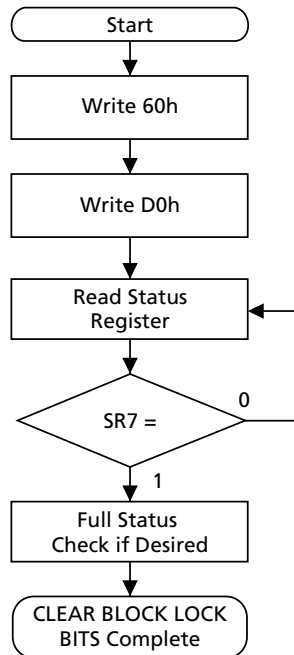 Start
Write 60h
Write D0h
Read Status
Register
SR7 =
0
1
Full Status
Check if Desired
CLEAR BLOCK LOCK
BITS Complete